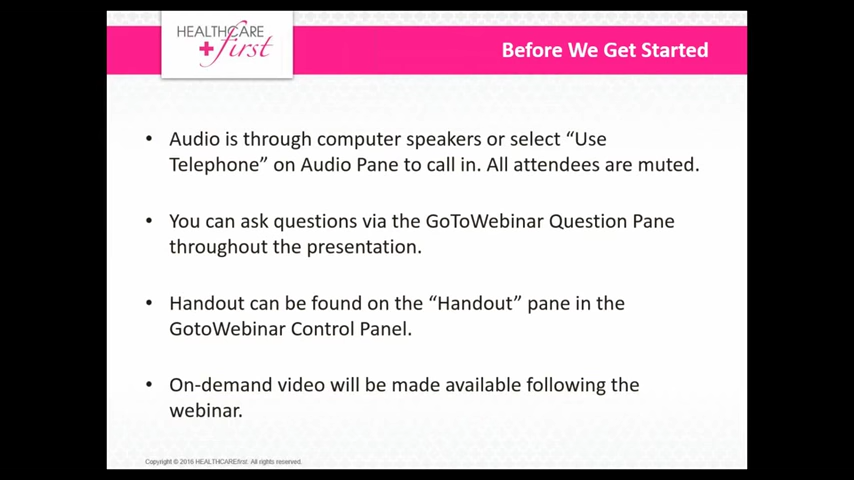 HEALTHCARE
first
Before We Get Started
• Audio is through computer speakers or select “Use
Telephone” on Audio Pane to call in. All attendees are muted.
• You can ask questions via the GoToWebinar Question Pane
throughout the presentation.
• Handout can be found on the “Handout” pane in the
GotoWebinar Control Panel.
• On-demand video will be made available following the
webinar.
Copyright © 2016 HEALTHCAREfirst. All rights reserved.